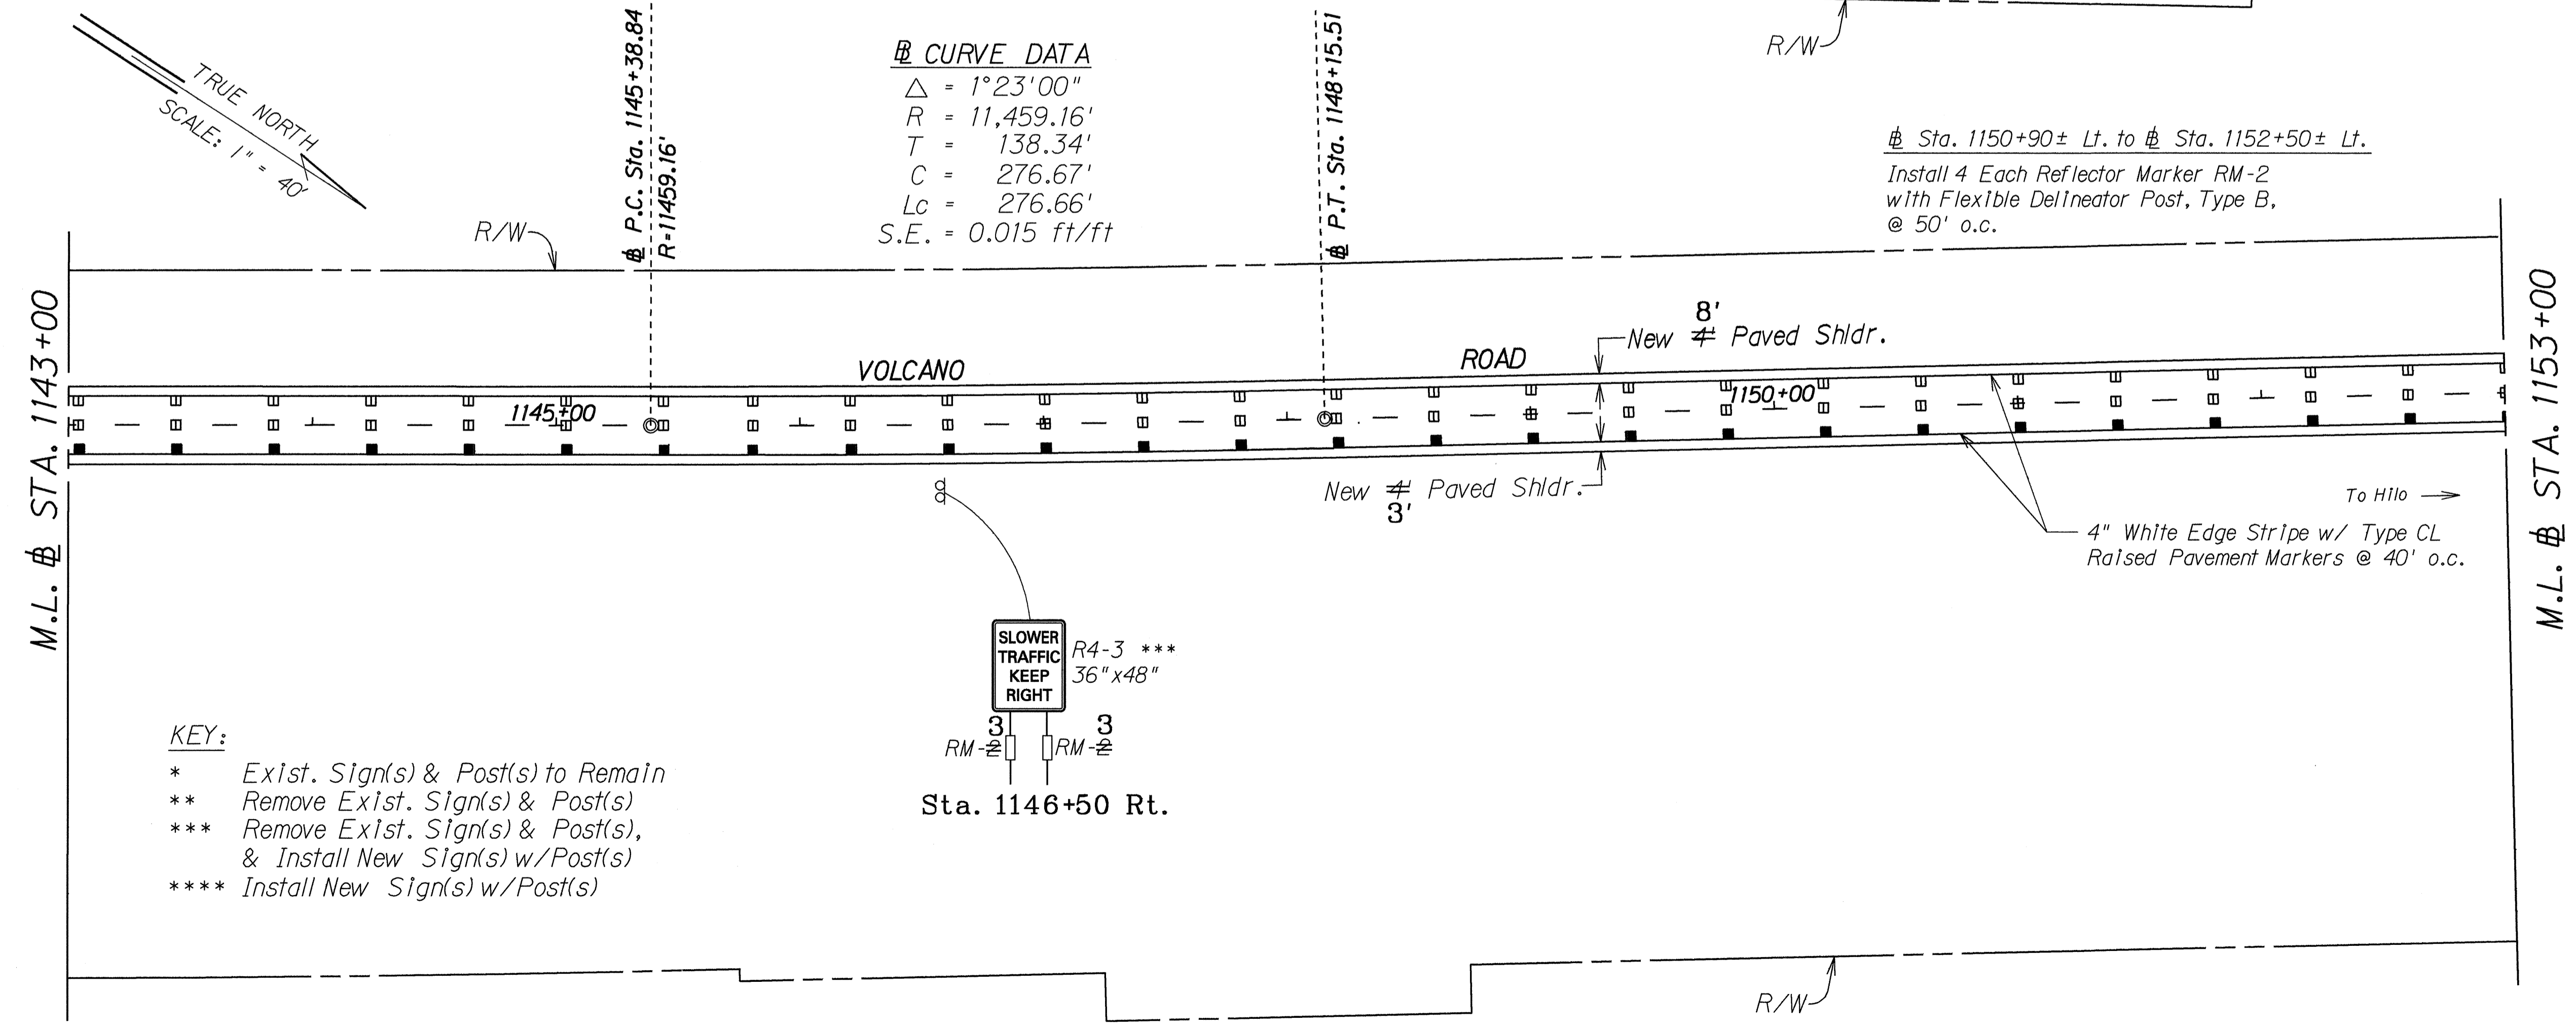 TRUE NORTH
SCALE: 1" = 40'
℄ P.C. Sta. 1145+38.84
R=11459.16'
℄ CURVE DATA
△ = 1°23'00"
R = 11,459.16'
T = 138.34'
C = 276.67'
Lc = 276.66'
S.E. = 0.015 ft/ft
℄ P.T. Sta. 1148+15.51
R/W
R/W
℄ Sta. 1150+90± Lt. to ℄ Sta. 1152+50± Lt.
Install 4 Each Reflector Marker RM-2
with Flexible Delineator Post, Type B,
@ 50' o.c.
M.L. ℄ STA. 1143+00
M.L. ℄ STA. 1153+00
8'
New 4' Paved Shldr.
VOLCANO ROAD
1145+00
1150+00
New 4' Paved Shldr.
3'
To Hilo
4" White Edge Stripe w/ Type CL
Raised Pavement Markers @ 40' o.c.
SLOWER
TRAFFIC
KEEP
RIGHT
R4-3 ***
36"x48"
3 3
RM-2 RM-2
Sta. 1146+50 Rt.
KEY:
* Exist. Sign(s) & Post(s) to Remain
** Remove Exist. Sign(s) & Post(s)
*** Remove Exist. Sign(s) & Post(s),
& Install New Sign(s) w/Post(s)
**** Install New Sign(s) w/Post(s)
R/W